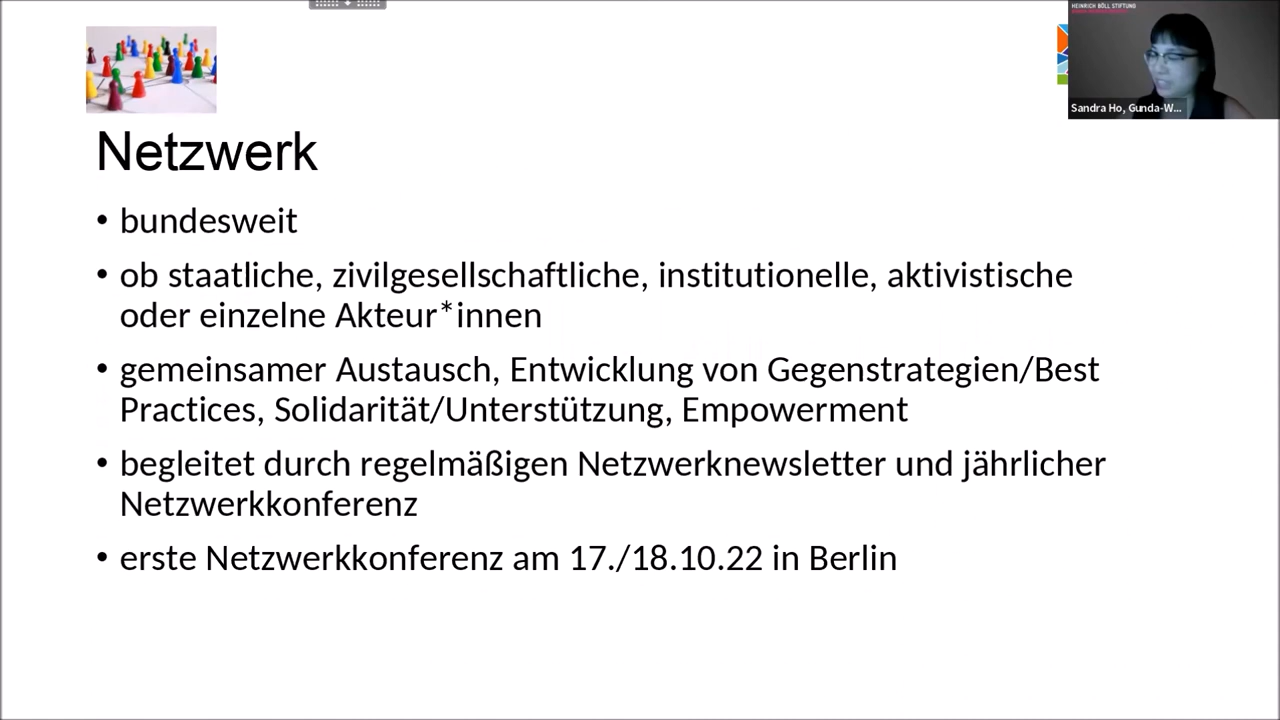 HEINRICH BÖLL STIFTUNG
Sandra Ho, Gunda-W...
Netzwerk
• bundesweit
• ob staatliche, zivilgesellschaftliche, institutionelle, aktivistische
oder einzelne Akteur*innen
• gemeinsamer Austausch, Entwicklung von Gegenstrategien/Best
Practices, Solidarität/Unterstützung, Empowerment
• begleitet durch regelmäßigen Netzwerknewsletter und jährlicher
Netzwerkkonferenz
• erste Netzwerkkonferenz am 17./18.10.22 in Berlin